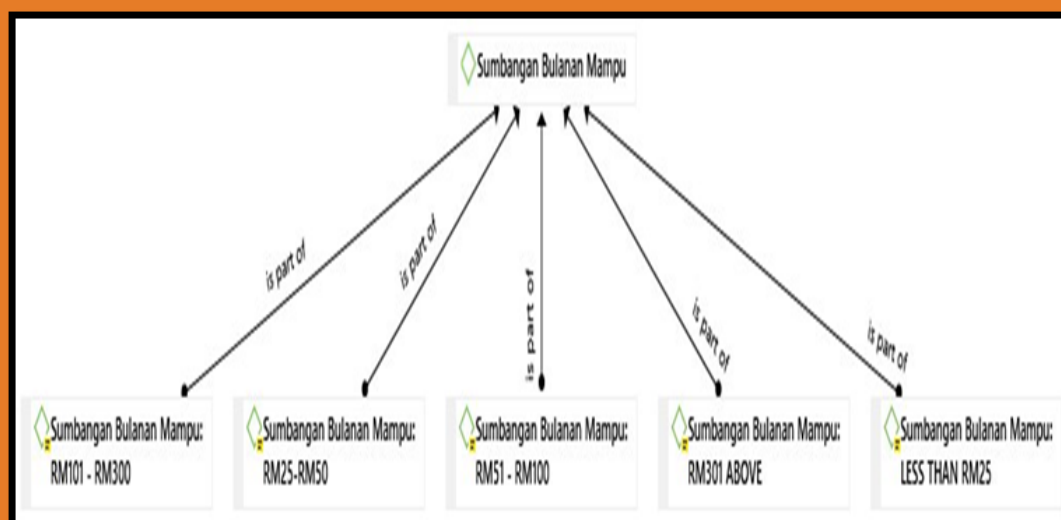 Sumbangan Bulanan Mampu
is part of
is part of
is part of
is part of
is part of
Sumbangan Bulanan Mampu:
RM101 - RM300
Sumbangan Bulanan Mampu:
RM25-RM50
Sumbangan Bulanan Mampu:
RM51 - RM100
Sumbangan Bulanan Mampu:
RM301 ABOVE
Sumbangan Bulanan Mampu:
LESS THAN RM25